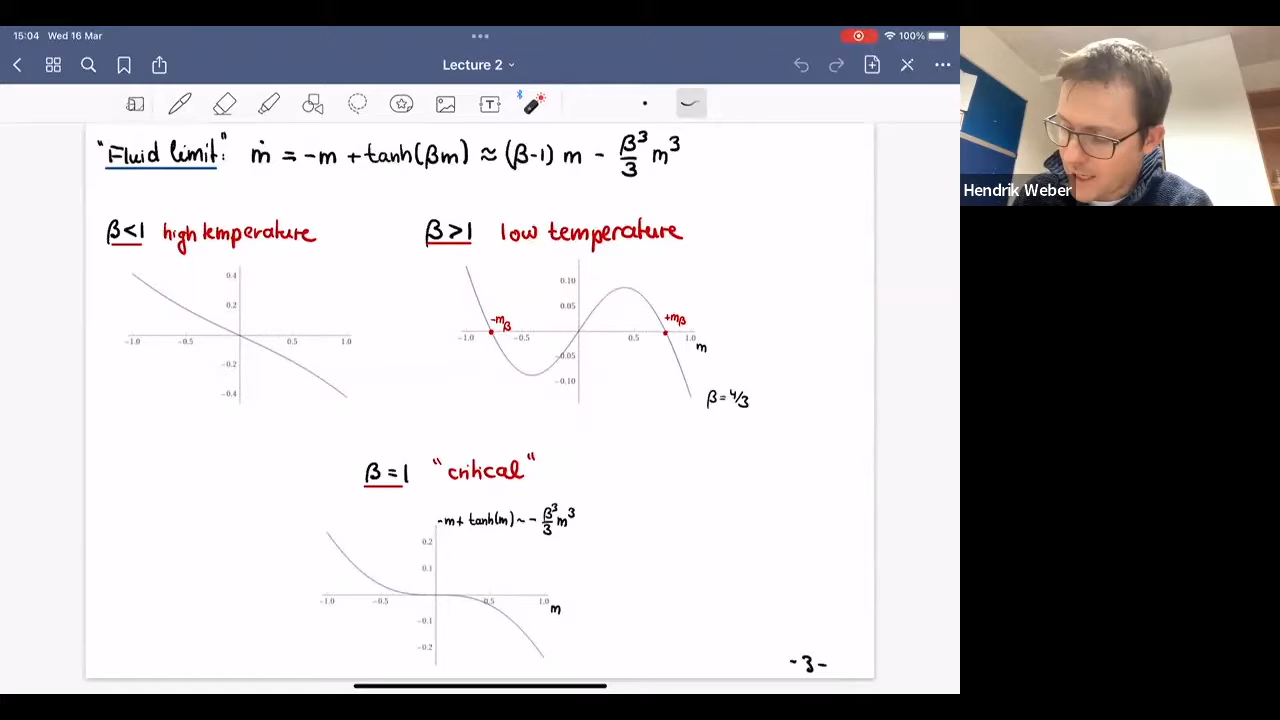 15:04 Wed 16 Mar
100%
Lecture 2
"Fluid limit": ṁ = -m + tanh(βm) ≈ (β-1) m - β³/3 m³
β<1 high temperature
β>1 low temperature
0.4
0.2
-1.0 -0.5 0.5 1.0
-0.2
-0.4
0.10
0.05
-mβ +mβ
-1.0 -0.5 0.5 1.0 m
-0.05
-0.10
β = 4/3
β = 1 "critical"
-m + tanh(m) ~ - β³/3 m³
0.2
0.1
-1.0 -0.5 0.5 1.0 m
-0.1
-0.2
-3-
Hendrik Weber